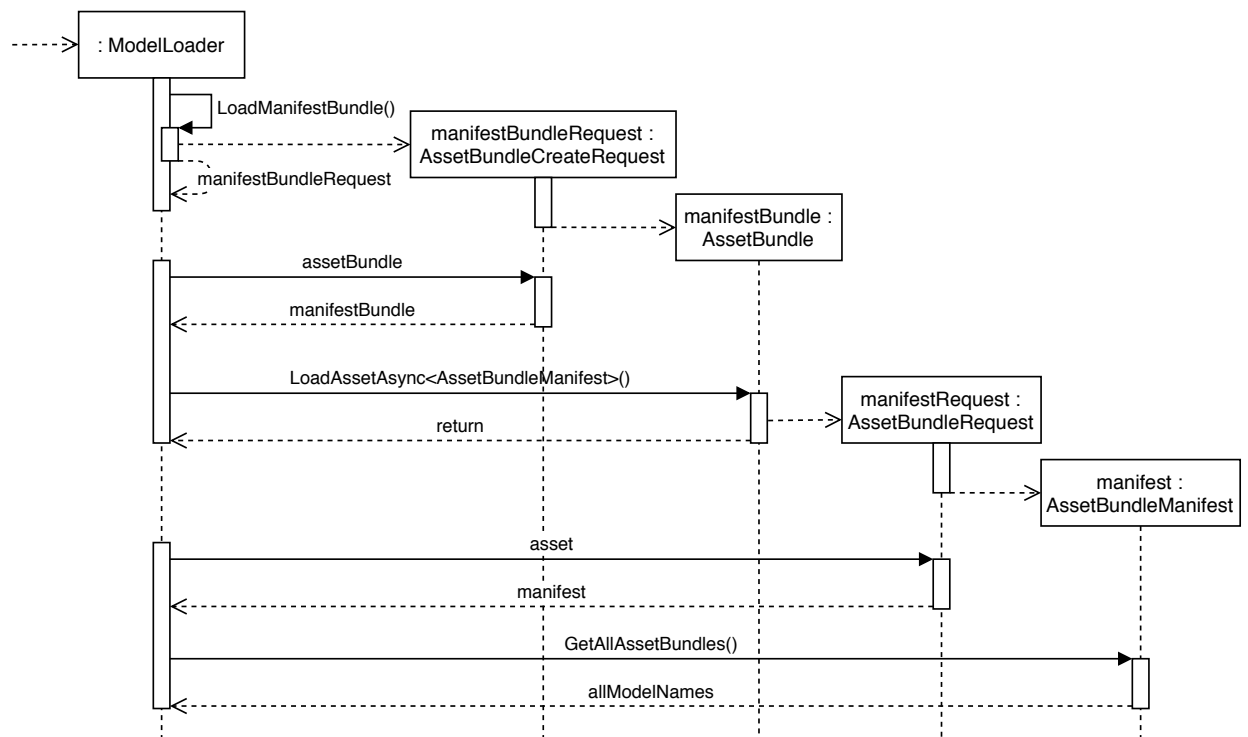 : ModelLoader
LoadManifestBundle()
manifestBundleRequest :
AssetBundleCreateRequest
manifestBundleRequest
manifestBundle :
AssetBundle
assetBundle
manifestBundle
LoadAssetAsync<AssetBundleManifest>()
manifestRequest :
AssetBundleRequest
return
manifest :
AssetBundleManifest
asset
manifest
GetAllAssetBundles()
allModelNames